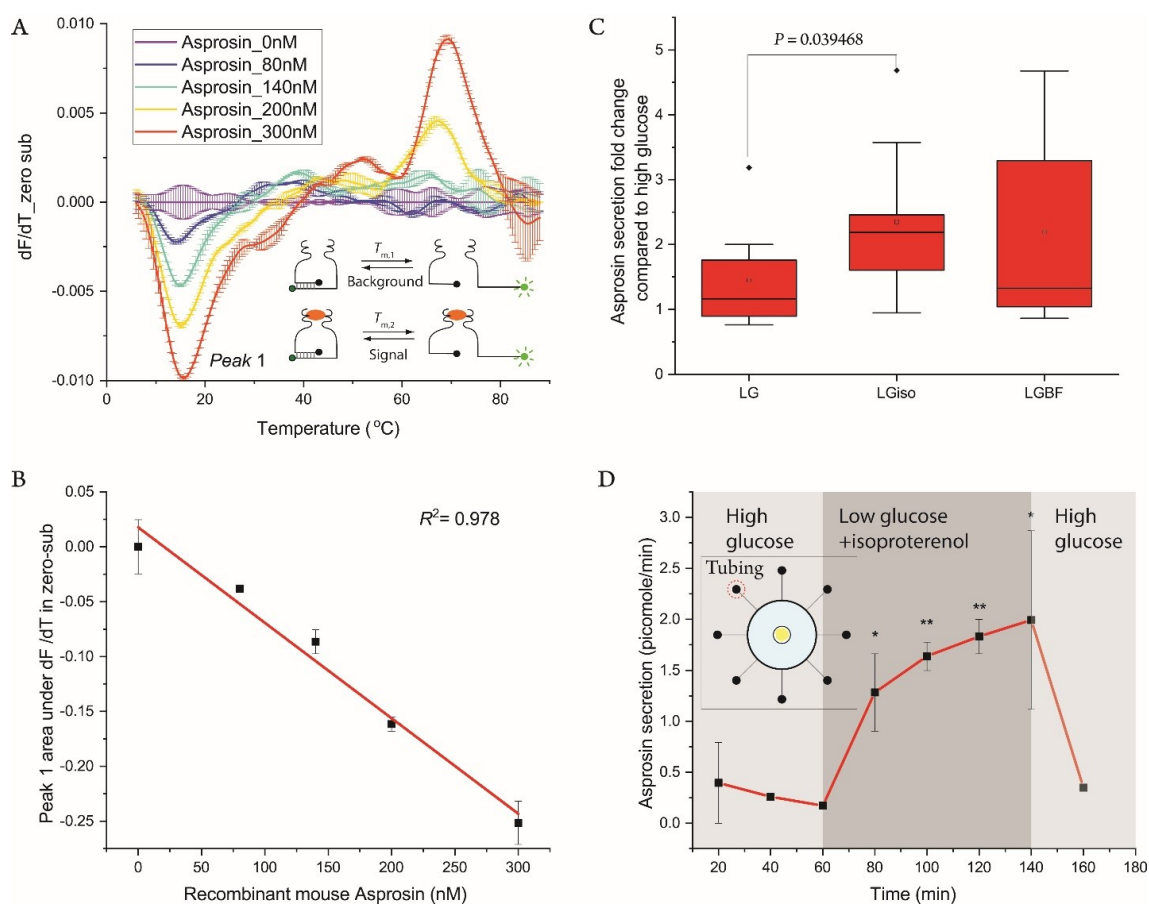 A
0.010
0.005
0.000
-0.005
-0.010
dF/dT_zero sub
Asprosin_0nM
Asprosin_80nM
Asprosin_140nM
Asprosin_200nM
Asprosin_300nM
Tm,1
Background
Tm,2
Signal
Peak 1
0
20
40
60
80
Temperature (°C)
C
P = 0.039468
5
4
3
2
1
0
Asprosin secretion fold change
compared to high glucose
LG
LGiso
LGBF
B
0.05
0.00
-0.05
-0.10
-0.15
-0.20
-0.25
Peak 1 area under dF/dT in zero-sub
R²= 0.978
0
50
100
150
200
250
300
Recombinant mouse Asprosin (nM)
D
3.0
2.5
2.0
1.5
1.0
0.5
0.0
Asprosin secretion (picomole/min)
High
glucose
Low glucose
+isoproterenol
High
glucose
Tubing
*
**
**
*
20
40
60
80
100
120
140
160
180
Time (min)